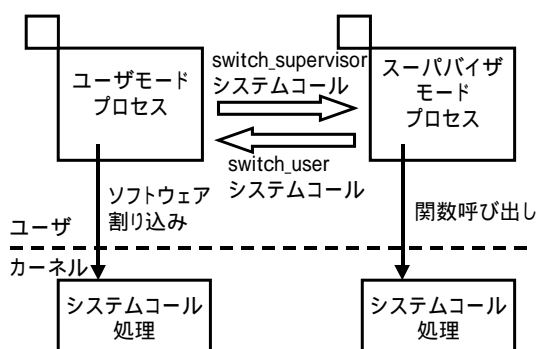 ユーザモード
プロセス
switch_supervisor
システムコール
スーパバイザ
モード
プロセス
switch_user
システムコール
ソフトウェア
割り込み
関数呼び出し
ユーザ
カーネル
システムコール
処理
システムコール
処理